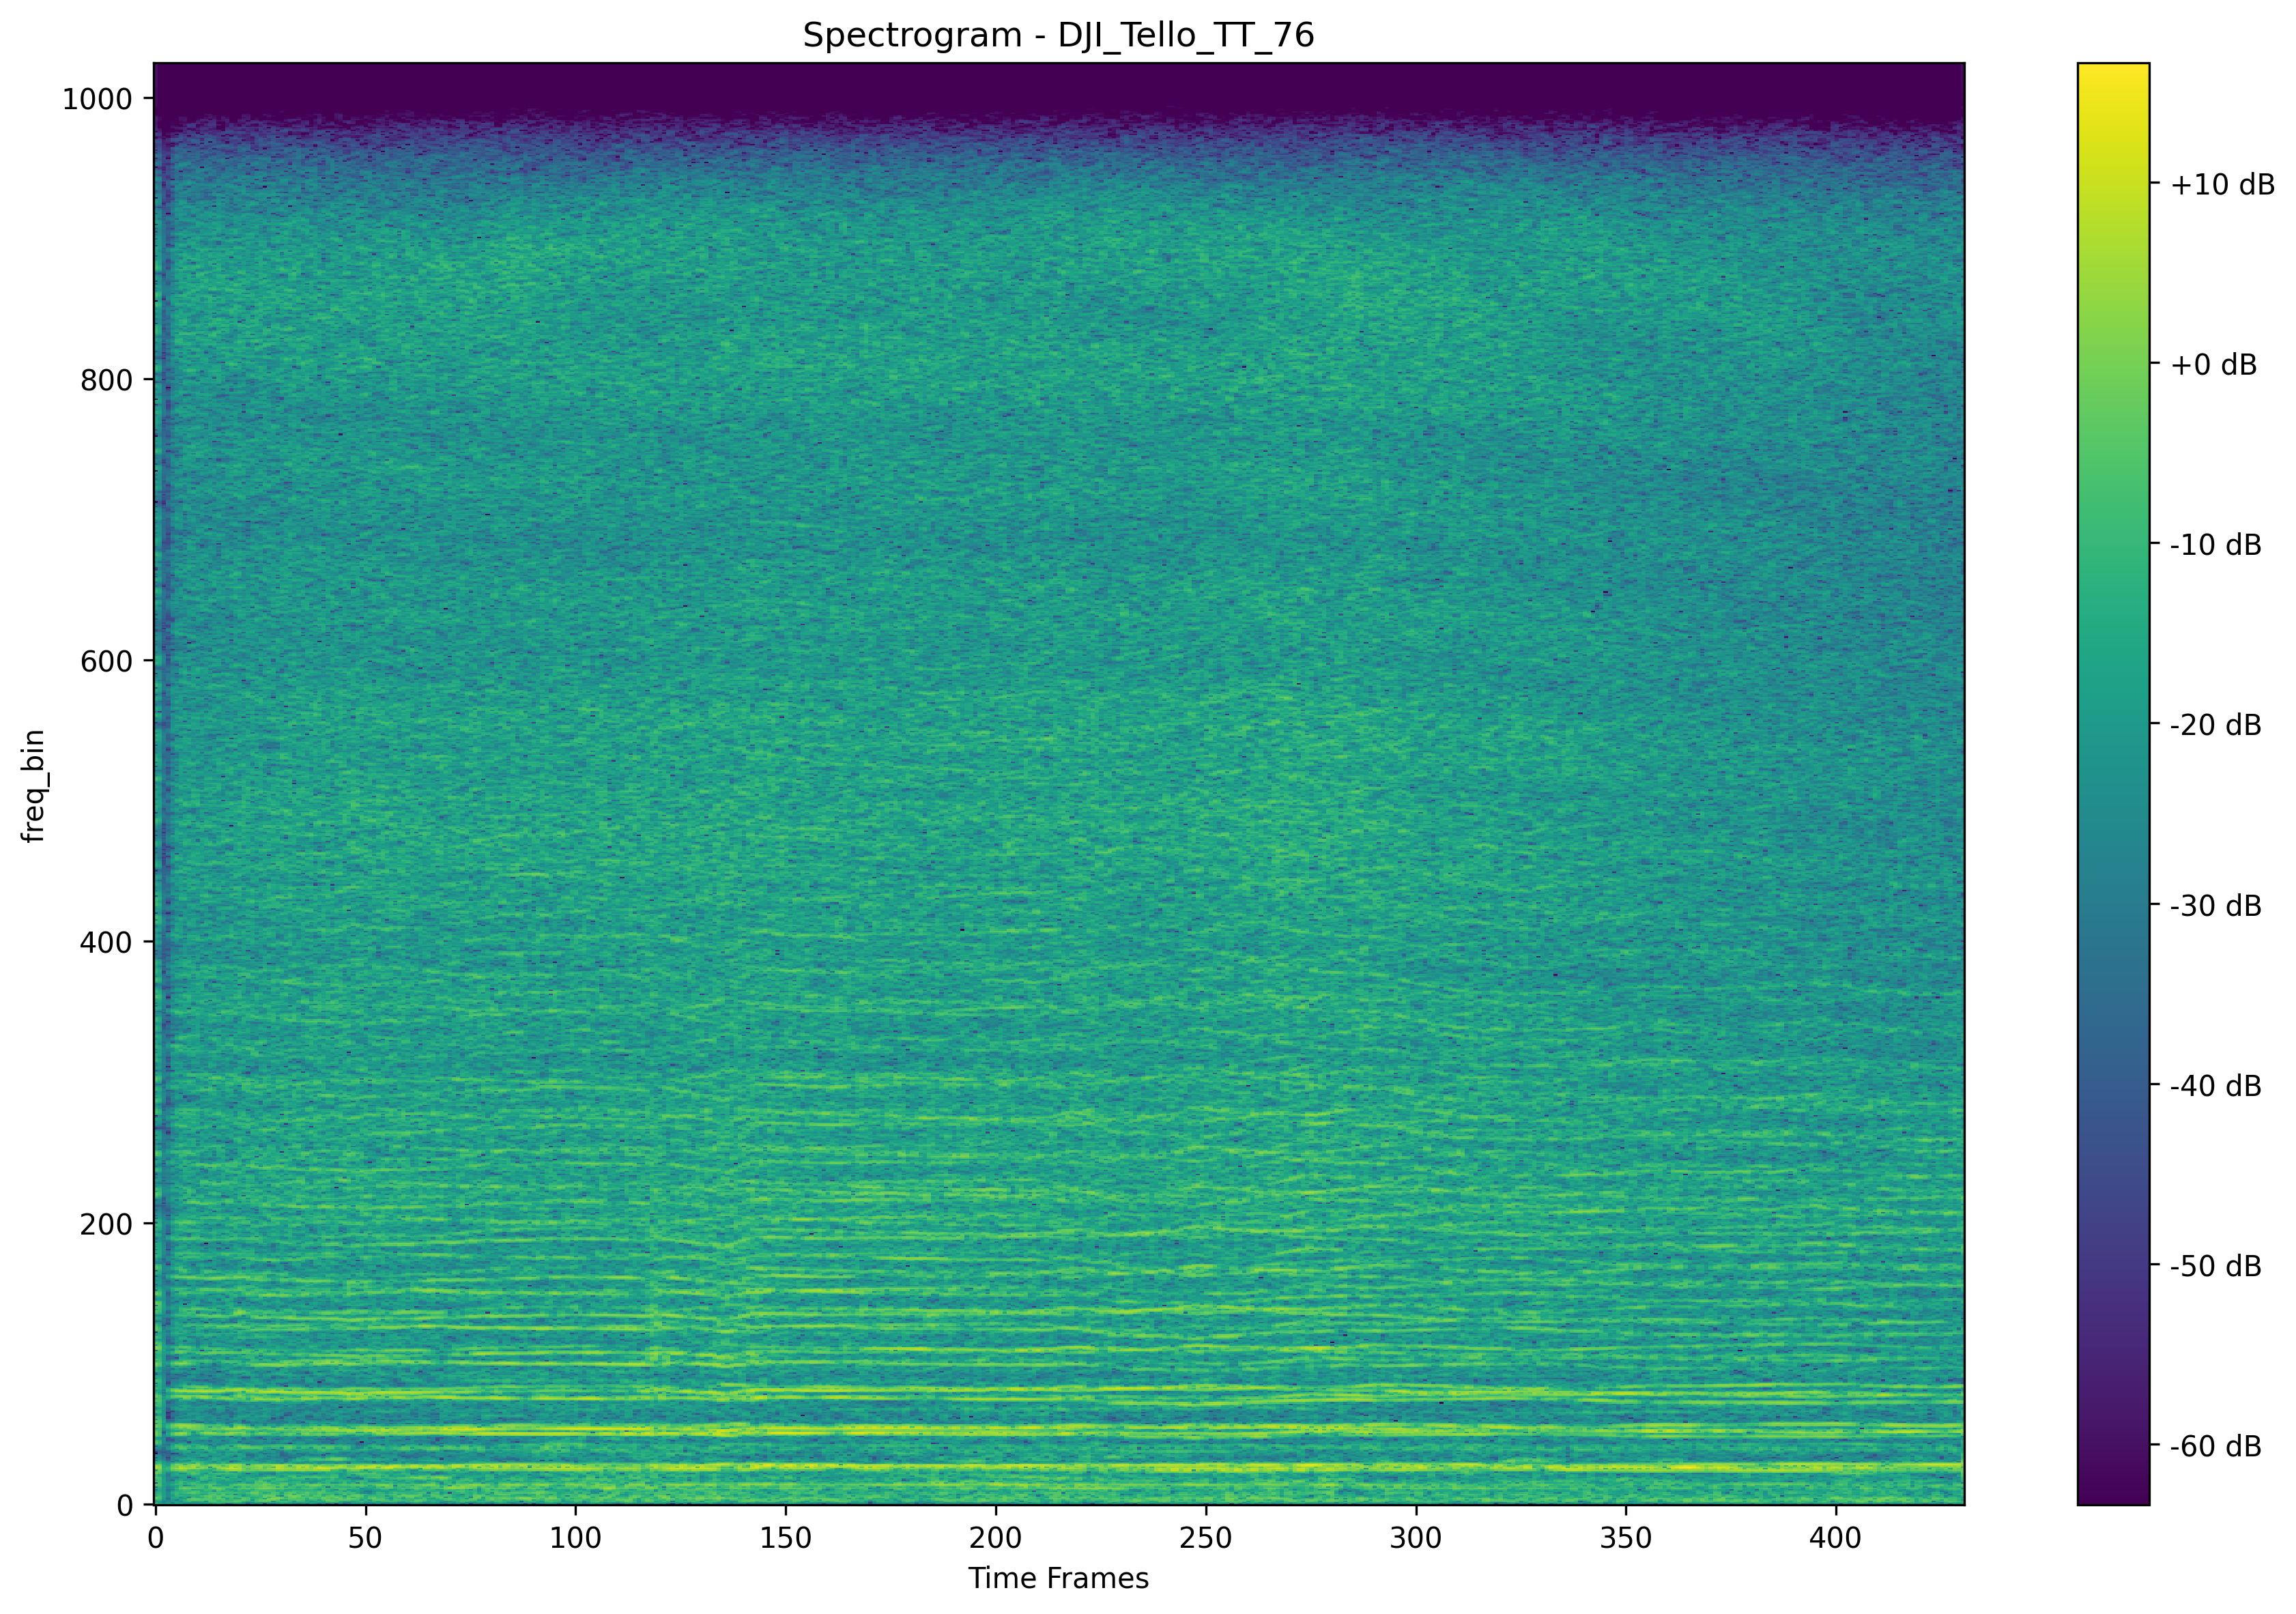 Spectrogram - DJI_Tello_TT_76
1000
800
600
400
200
0
freq_bin
0 50 100 150 200 250 300 350 400
Time Frames
+10 dB
+0 dB
-10 dB
-20 dB
-30 dB
-40 dB
-50 dB
-60 dB